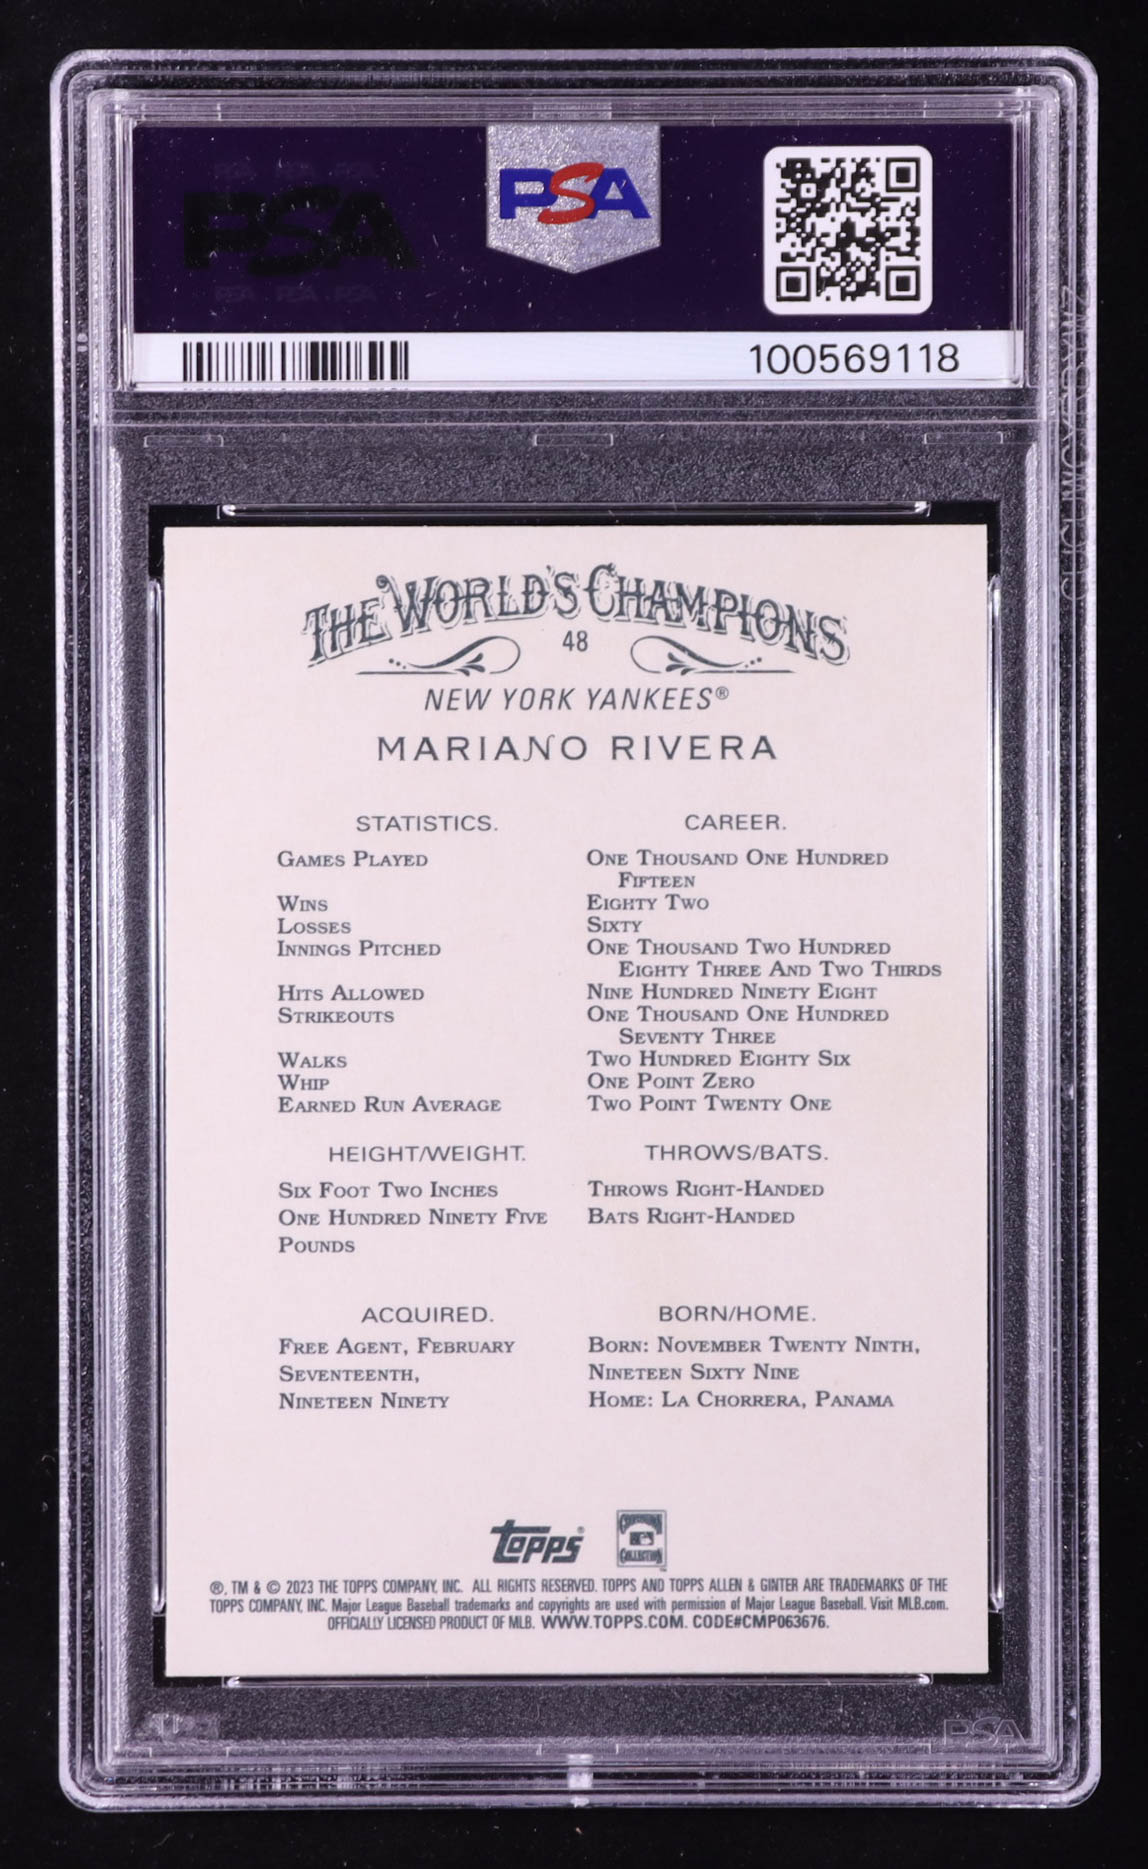 PSA
PSA
100569118
THE WORLD'S CHAMPIONS
48
NEW YORK YANKEES®
MARIANO RIVERA
STATISTICS. CAREER.
GAMES PLAYED ONE THOUSAND ONE HUNDRED
FIFTEEN
WINS EIGHTY TWO
LOSSES SIXTY
INNINGS PITCHED ONE THOUSAND TWO HUNDRED
EIGHTY THREE AND TWO THIRDS
HITS ALLOWED NINE HUNDRED NINETY EIGHT
STRIKEOUTS ONE THOUSAND ONE HUNDRED
SEVENTY THREE
WALKS TWO HUNDRED EIGHTY SIX
WHIP ONE POINT ZERO
EARNED RUN AVERAGE TWO POINT TWENTY ONE
HEIGHT/WEIGHT. THROWS/BATS.
SIX FOOT TWO INCHES THROWS RIGHT-HANDED
ONE HUNDRED NINETY FIVE BATS RIGHT-HANDED
POUNDS
ACQUIRED. BORN/HOME.
FREE AGENT, FEBRUARY BORN: NOVEMBER TWENTY NINTH,
SEVENTEENTH, NINETEEN SIXTY NINE
NINETEEN NINETY HOME: LA CHORRERA, PANAMA
Topps®
COOPERSTOWN
COLLECTION
®, TM & © 2023 THE TOPPS COMPANY, INC. ALL RIGHTS RESERVED. TOPPS AND TOPPS ALLEN & GINTER ARE TRADEMARKS OF THE
TOPPS COMPANY, INC. Major League Baseball trademarks and copyrights are used with permission of Major League Baseball. Visit MLB.com.
OFFICIALLY LICENSED PRODUCT OF MLB. WWW.TOPPS.COM. CODE#CMP063676.
PSA